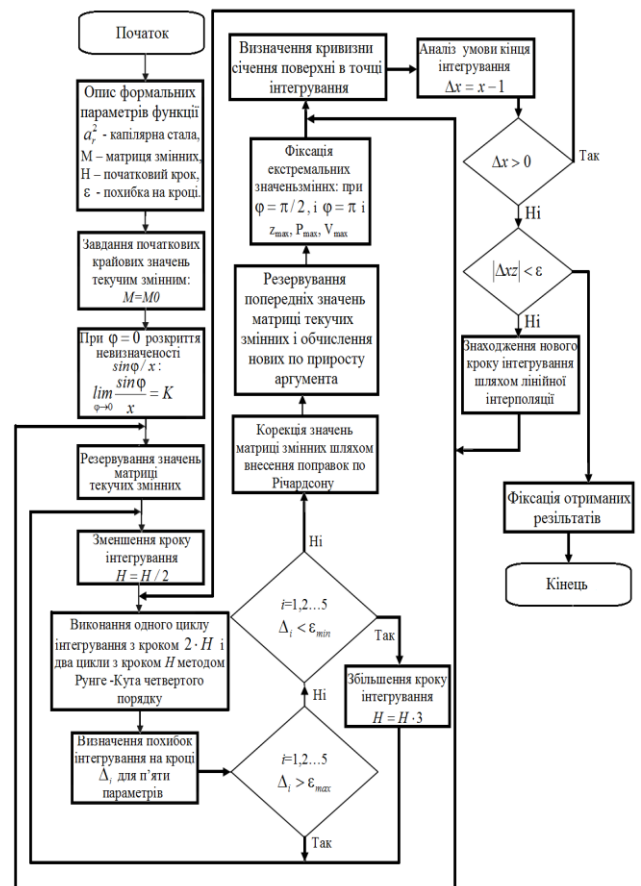 Початок
Опис формальних
параметрів функції
a_r^2 - капілярна стала,
М – матриця змінних,
Н – початковий крок,
ε - похибка на кроці.
Завдання початкових
крайових значень
текучим змінним:
M=M0
При φ = 0 розкриття
невизначеності
sinφ / x :
lim sinφ/x = K
φ→0
Резервування значень
матриці
текучих змінних
Зменшення кроку
інтегрування
H = H / 2
Виконання одного циклу
інтегрування з кроком 2·H і
два цикли з кроком H методом
Рунге -Кута четвертого
порядку
Визначення похибок
інтегрування на кроці
Δ_i для п'яти
параметрів
i=1,2…5
Δ_i > ε_max
Так
Ні
i=1,2…5
Δ_i < ε_min
Так
Збільшення кроку
інтегрування
H = H · 3
Ні
Корекція значень
матриці змінних шляхом
внесення поправок по
Річардсону
Резервування
попередніх значень
матриці текучих
змінних і обчислення
нових по приросту
аргумента
Фіксація
екстремальних
значеньзмінних: при
φ = π / 2 , і φ = π і
z_max, P_max, V_max
Визначення кривизни
січення поверхні в точці
інтегрування
Аналіз умови кінця
інтегрування
Δx = x − 1
Δx > 0
Так
Ні
|Δxz| < ε
Ні
Знаходження нового
кроку інтегрування
шляхом лінійної
інтерполяції
Фіксація отриманих
резільтатів
Кінець